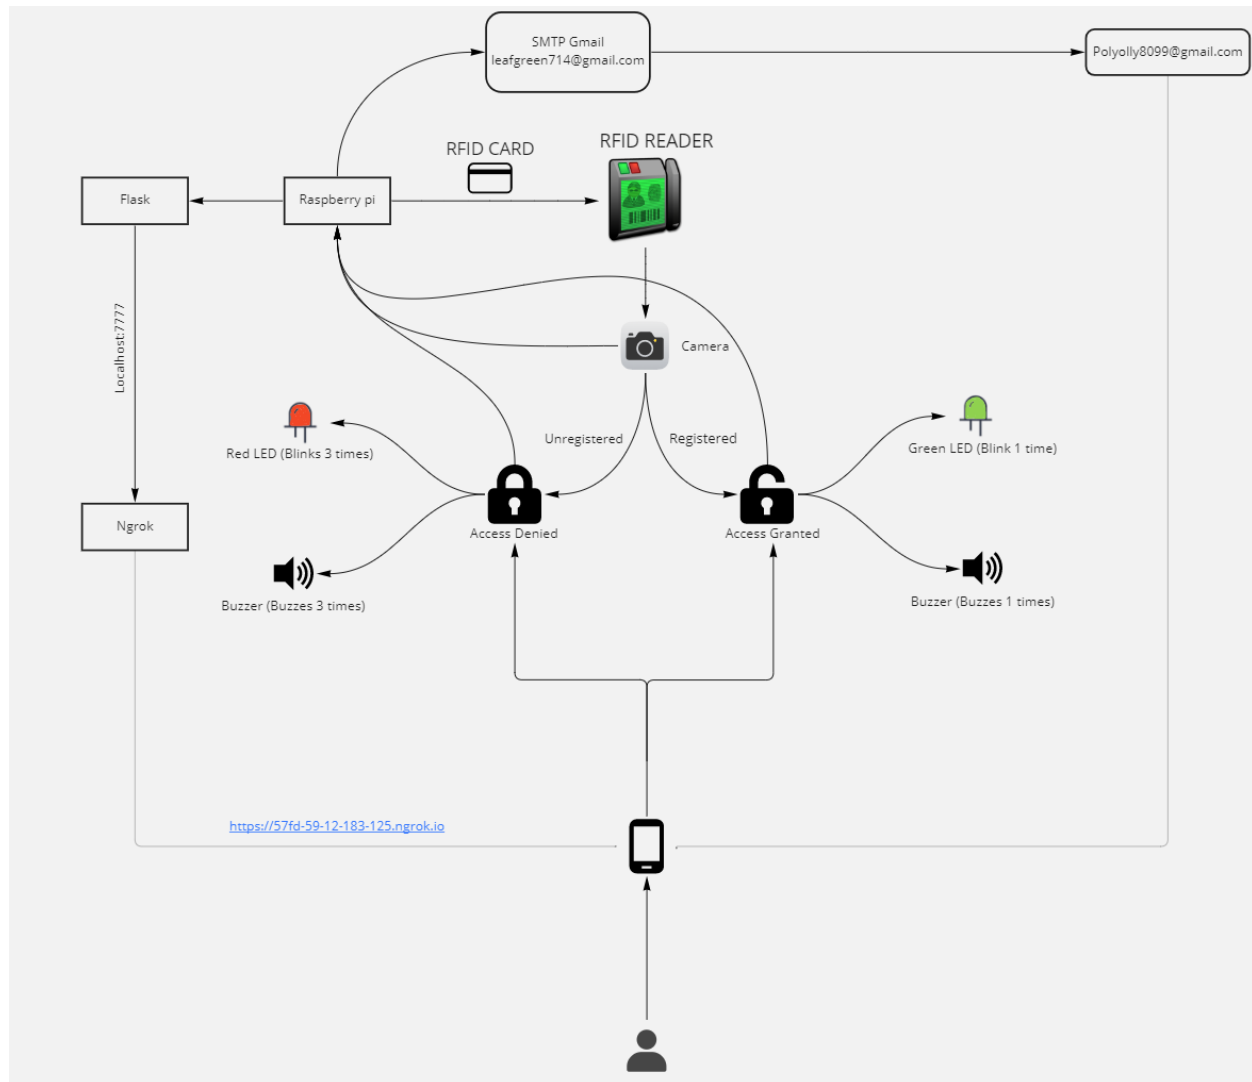 SMTP Gmail
leafgreen714@gmail.com
Polyolly8099@gmail.com
RFID CARD
RFID READER
Flask
Raspberry pi
Localhost:7777
Camera
Unregistered
Registered
Red LED (Blinks 3 times)
Green LED (Blink 1 time)
Ngrok
Access Denied
Access Granted
Buzzer (Buzzes 3 times)
Buzzer (Buzzes 1 times)
https://57fd-59-12-183-125.ngrok.io